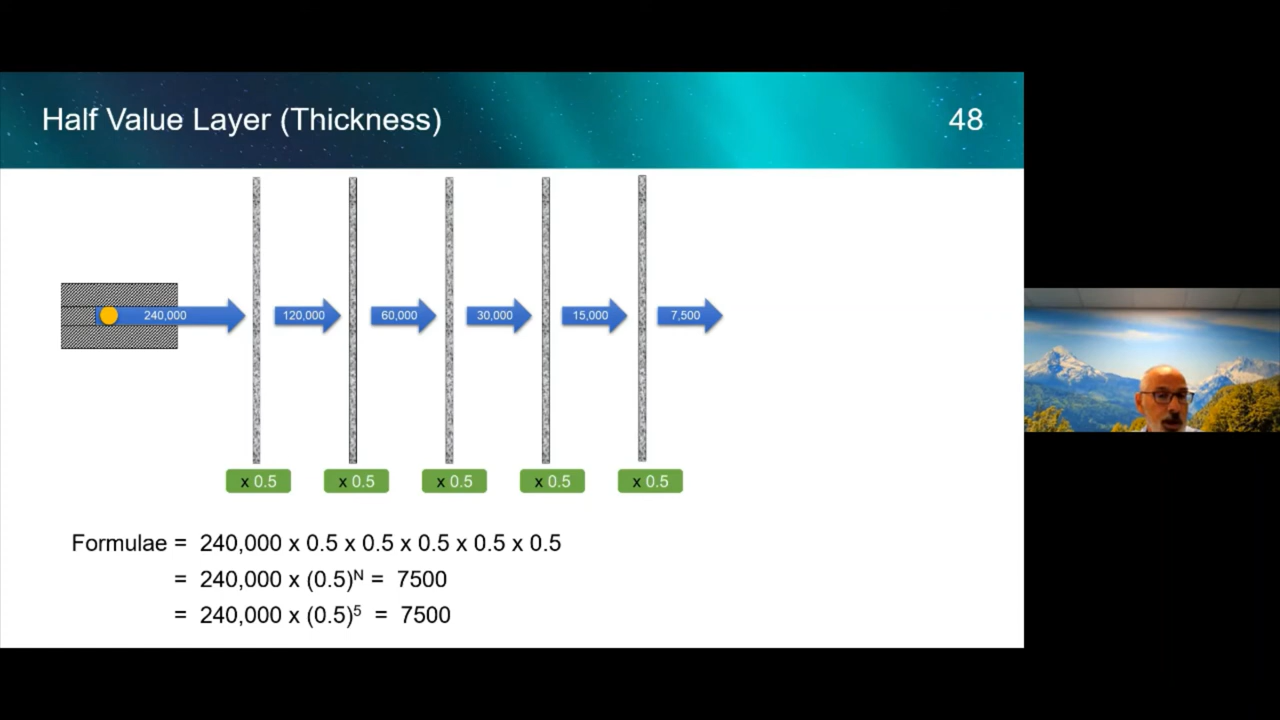 Half Value Layer (Thickness)
48
240,000
120,000
60,000
30,000
15,000
7,500
x 0.5
x 0.5
x 0.5
x 0.5
x 0.5
Formulae = 240,000 x 0.5 x 0.5 x 0.5 x 0.5 x 0.5
= 240,000 x (0.5)ᴺ = 7500
= 240,000 x (0.5)⁵ = 7500